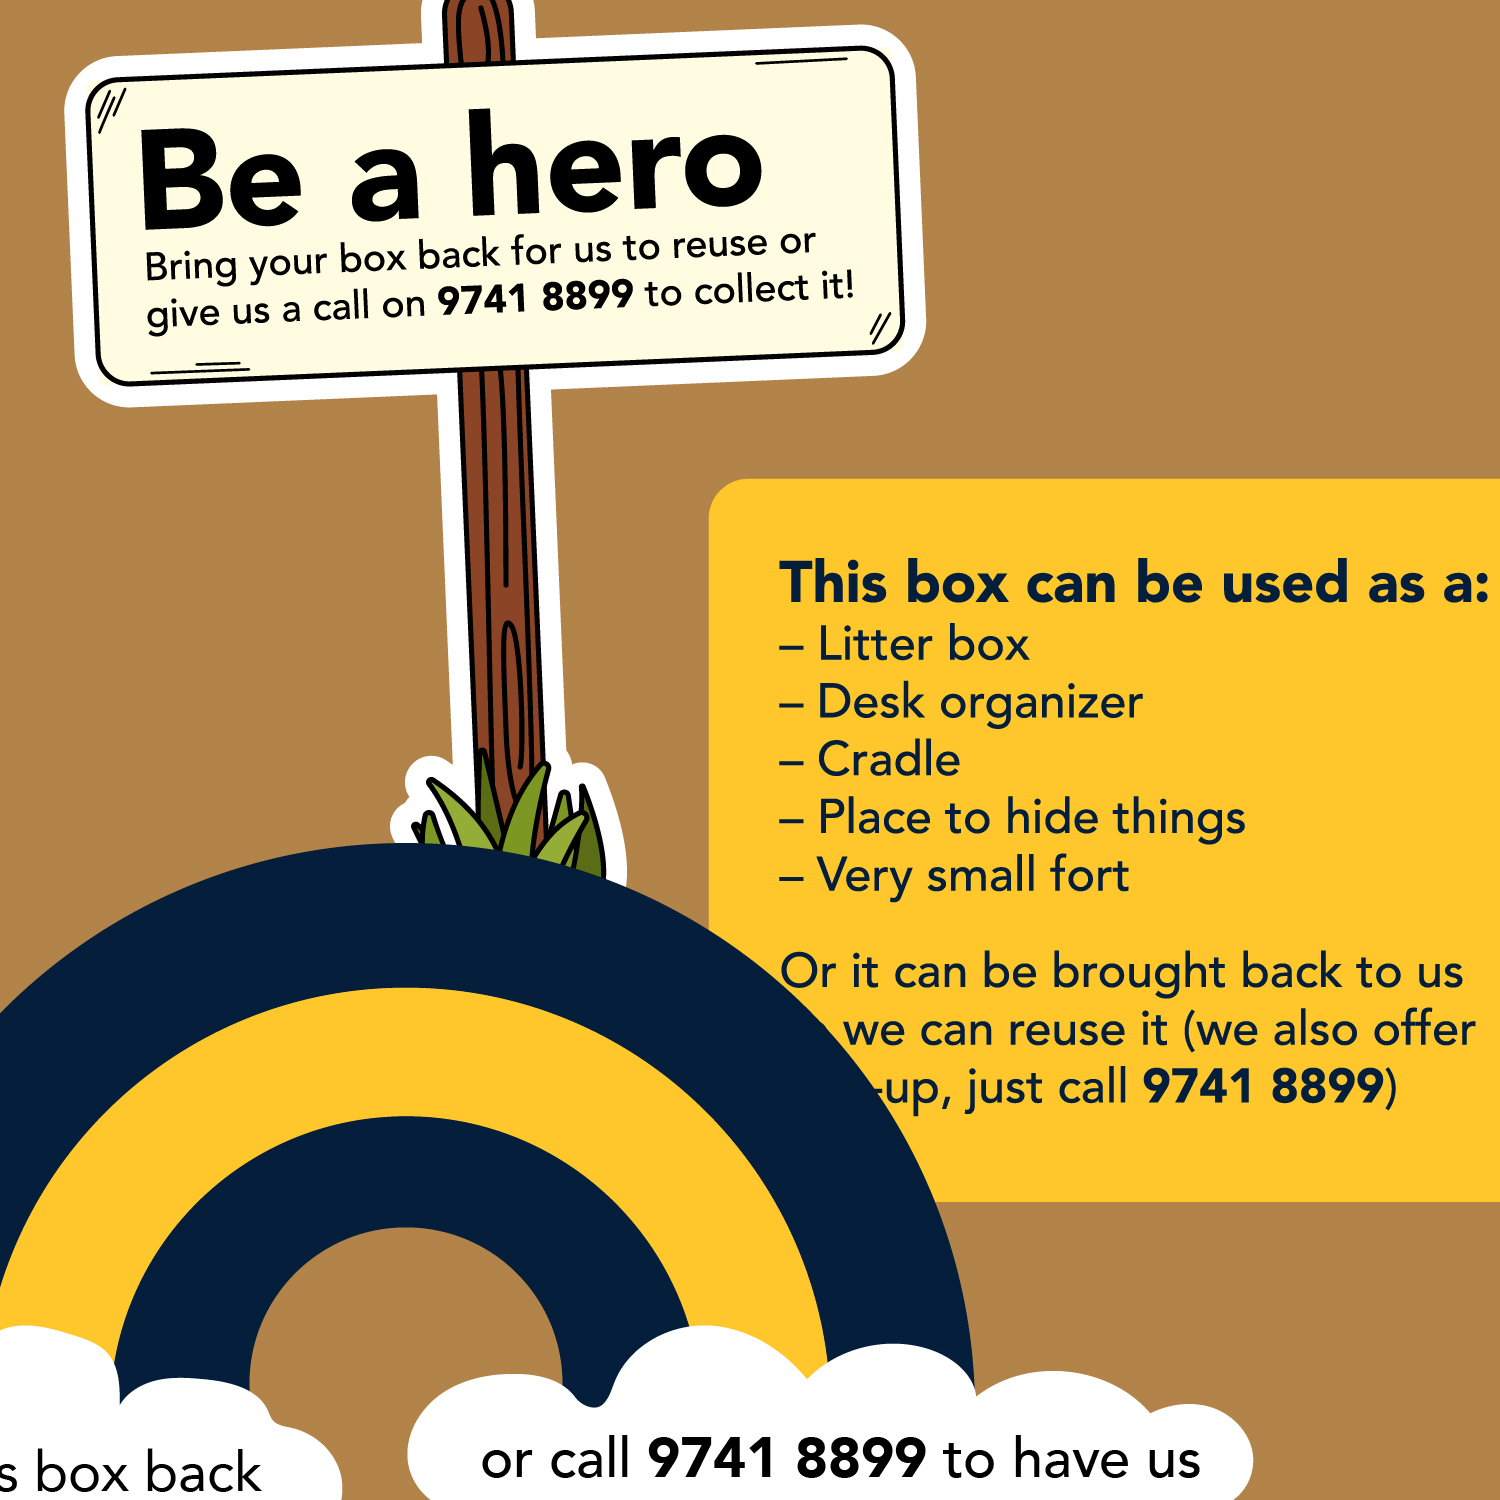 Be a hero
Bring your box back for us to reuse or
give us a call on 9741 8899 to collect it!
This box can be used as a:
– Litter box
– Desk organizer
– Cradle
– Place to hide things
– Very small fort
Or it can be brought back to us
we can reuse it (we also offer
-up, just call 9741 8899)
box back
or call 9741 8899 to have us